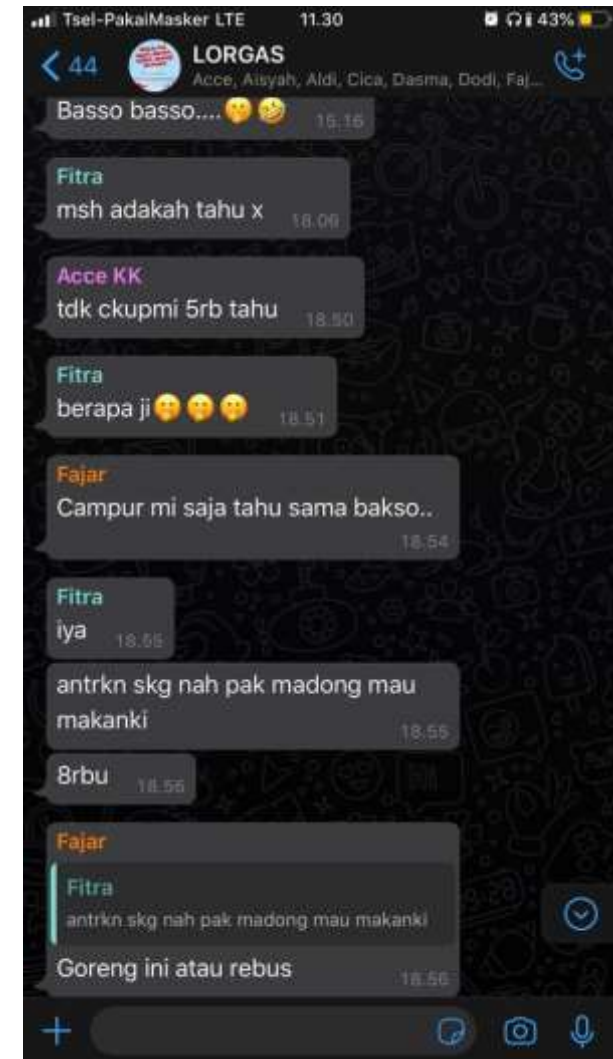 Tsel-PakaiMasker LTE 11.30 43%
44 LORGAS
Acce, Aisyah, Aldi, Cica, Dasma, Dodi, Faj...
Basso basso....🤫🤣 15.16
Fitra
msh adakah tahu x 18.09
Acce KK
tdk ckupmi 5rb tahu 18.50
Fitra
berapa ji🤫🤫🤫 18.51
Fajar
Campur mi saja tahu sama bakso..
18.54
Fitra
iya 18.55
antrkn skg nah pak madong mau
makanki 18.55
8rbu 18.56
Fajar
Fitra
antrkn skg nah pak madong mau makanki
Goreng ini atau rebus 18.56